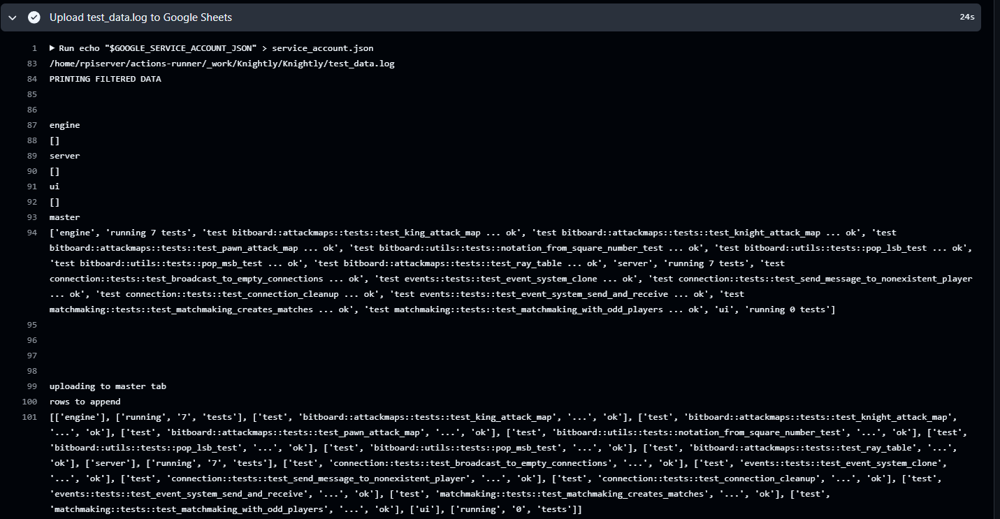 Upload test_data.log to Google Sheets 24s
1 Run echo "$GOOGLE_SERVICE_ACCOUNT_JSON" > service_account.json
83 /home/rpiserver/actions-runner/_work/Knightly/Knightly/test_data.log
84 PRINTING FILTERED DATA
85
86
87 engine
88 []
89 server
90 []
91 ui
92 []
93 master
94 ['engine', 'running 7 tests', 'test bitboard::attackmaps::tests::test_king_attack_map ... ok', 'test bitboard::attackmaps::tests::test_knight_attack_map ... ok', 'test
bitboard::attackmaps::tests::test_pawn_attack_map ... ok', 'test bitboard::utils::tests::notation_from_square_number_test ... ok', 'test bitboard::utils::tests::pop_lsb_test ... ok',
'test bitboard::utils::tests::pop_msb_test ... ok', 'test bitboard::attackmaps::tests::test_ray_table ... ok', 'server', 'running 7 tests', 'test
connection::tests::test_broadcast_to_empty_connections ... ok', 'test events::tests::test_event_system_clone ... ok', 'test connection::tests::test_send_message_to_nonexistent_player
... ok', 'test connection::tests::test_connection_cleanup ... ok', 'test events::tests::test_event_system_send_and_receive ... ok', 'test
matchmaking::tests::test_matchmaking_creates_matches ... ok', 'test matchmaking::tests::test_matchmaking_with_odd_players ... ok', 'ui', 'running 0 tests']
95
96
97
98
99 uploading to master tab
100 rows to append
101 [['engine'], ['running', '7', 'tests'], ['test', 'bitboard::attackmaps::tests::test_king_attack_map', '...', 'ok'], ['test', 'bitboard::attackmaps::tests::test_knight_attack_map',
'...', 'ok'], ['test', 'bitboard::attackmaps::tests::test_pawn_attack_map', '...', 'ok'], ['test', 'bitboard::utils::tests::notation_from_square_number_test', '...', 'ok'], ['test',
'bitboard::utils::tests::pop_lsb_test', '...', 'ok'], ['test', 'bitboard::utils::tests::pop_msb_test', '...', 'ok'], ['test', 'bitboard::attackmaps::tests::test_ray_table', '...',
'ok'], ['server'], ['running', '7', 'tests'], ['test', 'connection::tests::test_broadcast_to_empty_connections', '...', 'ok'], ['test', 'events::tests::test_event_system_clone',
'...', 'ok'], ['test', 'connection::tests::test_send_message_to_nonexistent_player', '...', 'ok'], ['test', 'connection::tests::test_connection_cleanup', '...', 'ok'], ['test',
'events::tests::test_event_system_send_and_receive', '...', 'ok'], ['test', 'matchmaking::tests::test_matchmaking_creates_matches', '...', 'ok'], ['test',
'matchmaking::tests::test_matchmaking_with_odd_players', '...', 'ok'], ['ui'], ['running', '0', 'tests']]